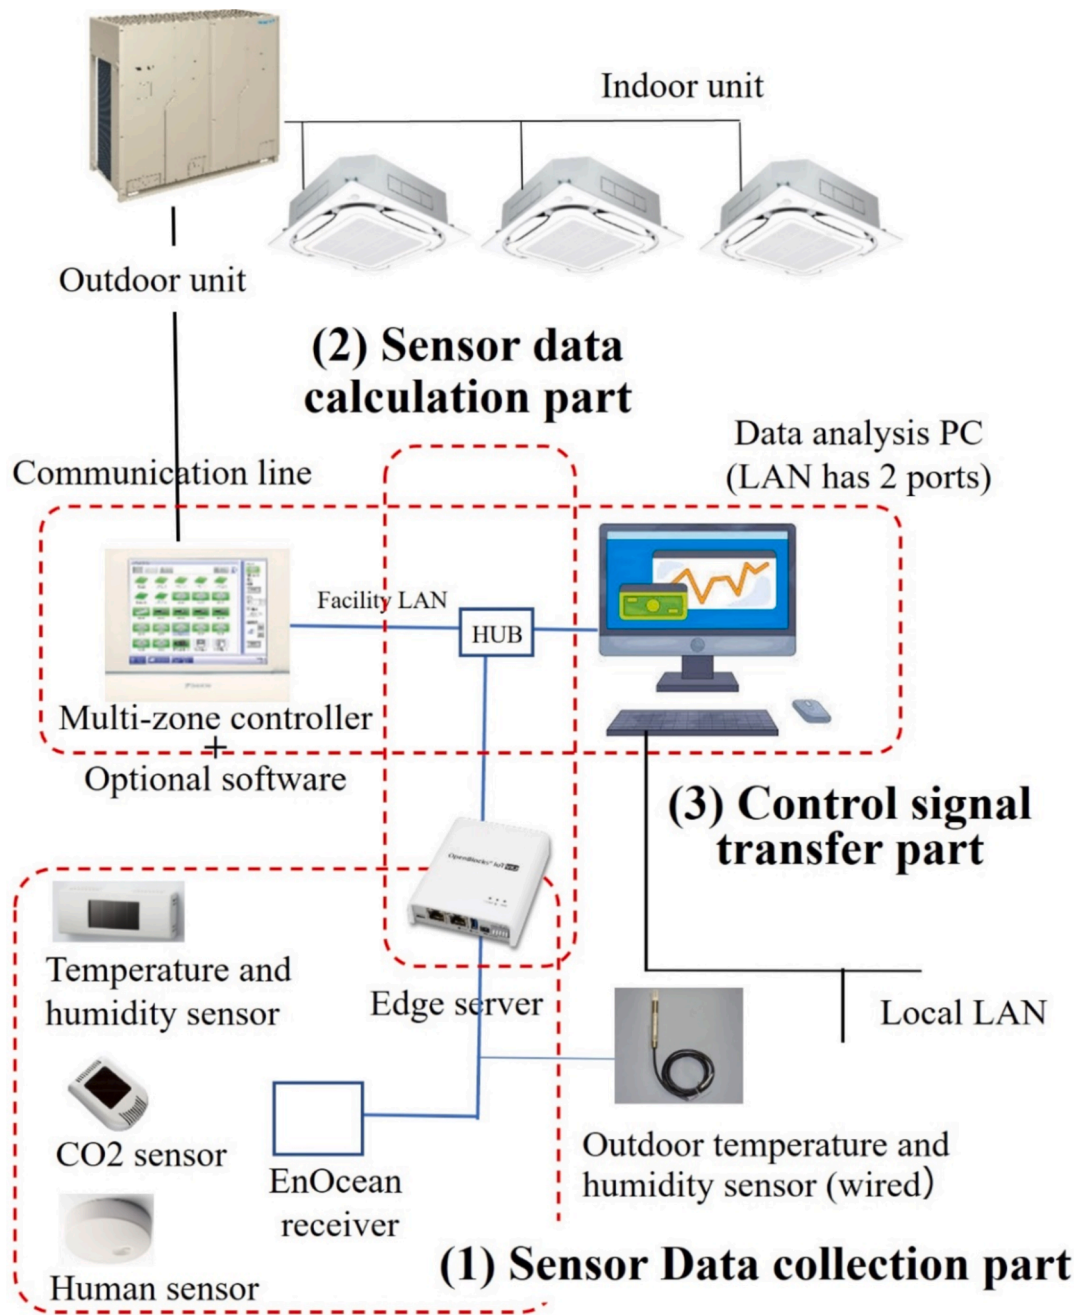 Indoor unit
Outdoor unit
(2) Sensor data
calculation part
Data analysis PC
(LAN has 2 ports)
Communication line
Facility LAN
HUB
Multi-zone controller
+
Optional software
(3) Control signal
transfer part
OpenBlocks IoT
Temperature and
humidity sensor
Edge server
Local LAN
CO2 sensor
EnOcean
receiver
Outdoor temperature and
humidity sensor (wired)
Human sensor
(1) Sensor Data collection part